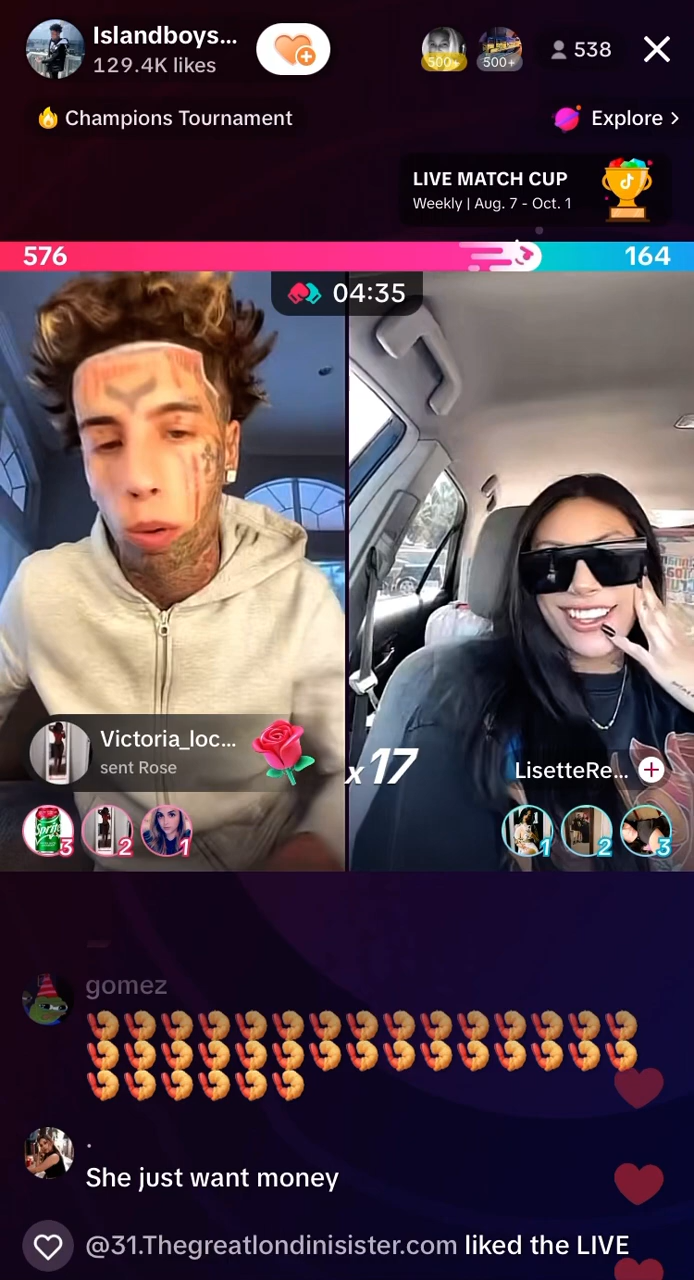 Islandboys...
129.4K likes
500+
500+
538
Champions Tournament
Explore >
LIVE MATCH CUP
Weekly | Aug. 7 - Oct. 1
576
164
04:35
Victoria_loc...
sent Rose
x17
LisetteRe...
Sprite
3
2
1
1
2
3
gomez
.
She just want money
@31.Thegreatlondinisister.com liked the LIVE